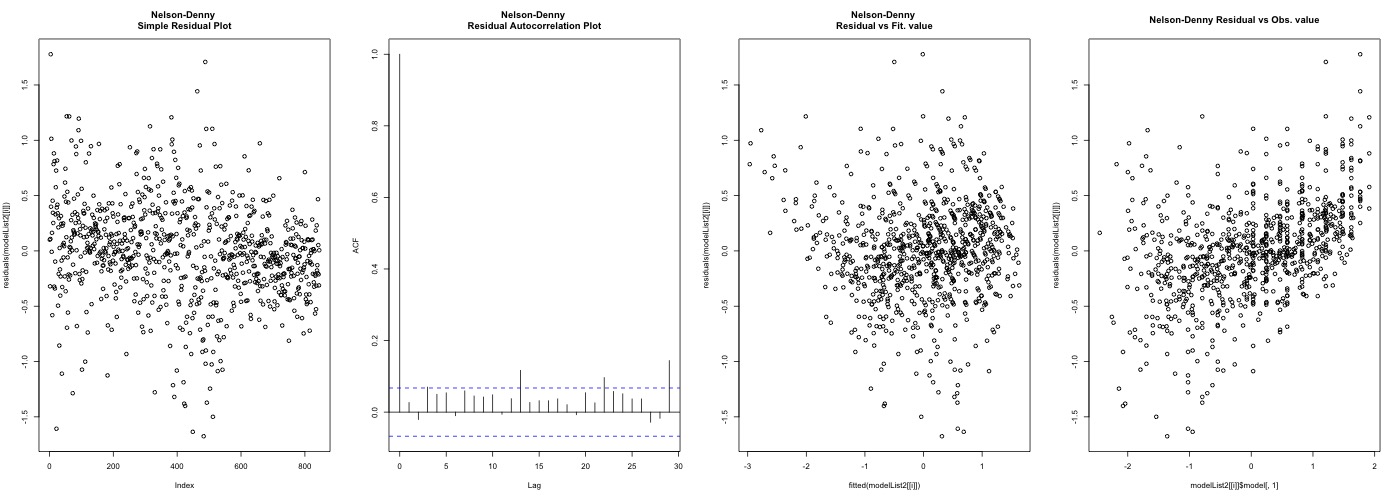 Nelson-Denny
Simple Residual Plot
residuals(modelList2[[i]])
1.5
1.0
0.5
0.0
-0.5
-1.0
-1.5
0 200 400 600 800
Index
Nelson-Denny
Residual Autocorrelation Plot
ACF
1.0
0.8
0.6
0.4
0.2
0.0
0 5 10 15 20 25 30
Lag
Nelson-Denny
Residual vs Fit. value
residuals(modelList2[[i]])
1.5
1.0
0.5
0.0
-0.5
-1.0
-1.5
-3 -2 -1 0 1
fitted(modelList2[[i]])
Nelson-Denny Residual vs Obs. value
residuals(modelList2[[i]])
1.5
1.0
0.5
0.0
-0.5
-1.0
-1.5
-2 -1 0 1 2
modelList2[[i]]$model[, 1]